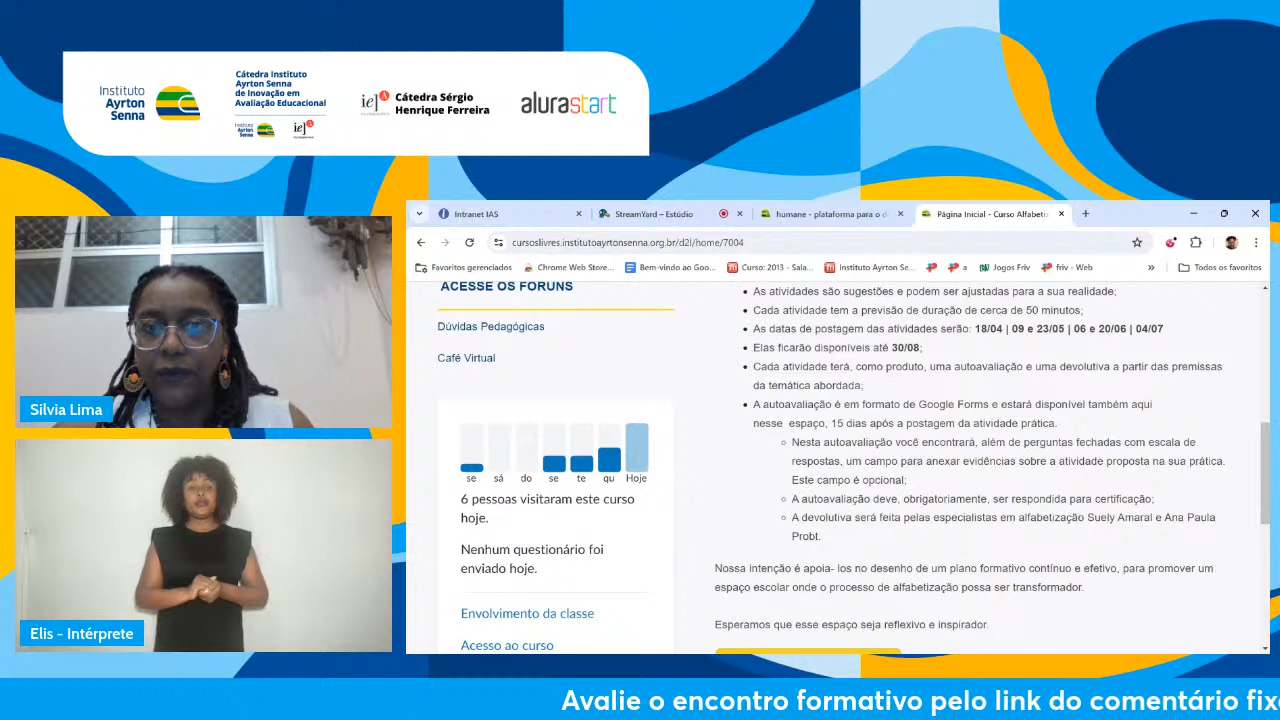 Instituto
Ayrton
Senna
Cátedra Instituto
Ayrton Senna
de Inovação em
Avaliação Educacional
Instituto
Ayrton
Senna
iea
iea
Cátedra Sérgio
Henrique Ferreira
alurastart
Silvia Lima
Elis - Intérprete
Intranet IAS
StreamYard – Estúdio
humane - plataforma para o d
Página Inicial - Curso Alfabetiz
cursoslivres.institutoayrtonsenna.org.br/d2l/home/7004
Favoritos gerenciados
Chrome Web Store...
Bem-vindo ao Goo...
Curso: 2013 - Sala...
Instituto Ayrton Se...
a
Jogos Friv
friv - Web
»
Todos os favoritos
ACESSE OS FÓRUNS
Dúvidas Pedagógicas
Café Virtual
se sá do se te qu Hoje
6 pessoas visitaram este curso
hoje.
Nenhum questionário foi
enviado hoje.
Envolvimento da classe
Acesso ao curso
As atividades são sugestões e podem ser ajustadas para a sua realidade;
Cada atividade tem a previsão de duração de cerca de 50 minutos;
As datas de postagem das atividades serão: 18/04 | 09 e 23/05 | 06 e 20/06 | 04/07
Elas ficarão disponíveis até 30/08;
Cada atividade terá, como produto, uma autoavaliação e uma devolutiva a partir das premissas
da temática abordada;
A autoavaliação é em formato de Google Forms e estará disponível também aqui
nesse espaço, 15 dias após a postagem da atividade prática.
Nesta autoavaliação você encontrará, além de perguntas fechadas com escala de
respostas, um campo para anexar evidências sobre a atividade proposta na sua prática.
Este campo é opcional;
A autoavaliação deve, obrigatoriamente, ser respondida para certificação;
A devolutiva será feita pelas especialistas em alfabetização Suely Amaral e Ana Paula
Probt.
Nossa intenção é apoia- los no desenho de um plano formativo contínuo e efetivo, para promover um
espaço escolar onde o processo de alfabetização possa ser transformador.
Esperamos que esse espaço seja reflexivo e inspirador.
Avalie o encontro formativo pelo link do comentário fix